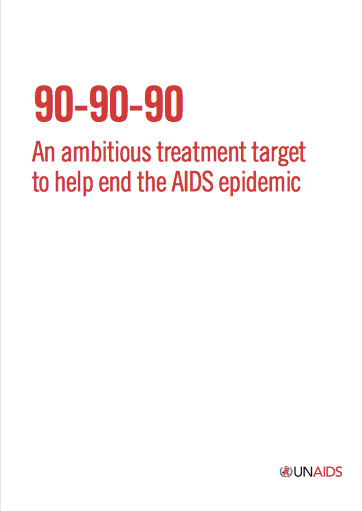 90-90-90
An ambitious treatment target
to help end the AIDS epidemic
UNAIDS